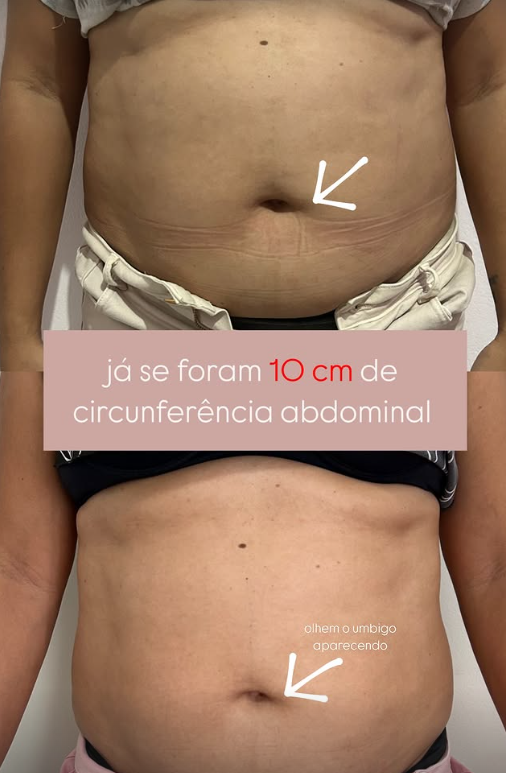 já se foram 10 cm de
circunferência abdominal
olhem o umbigo
aparecendo